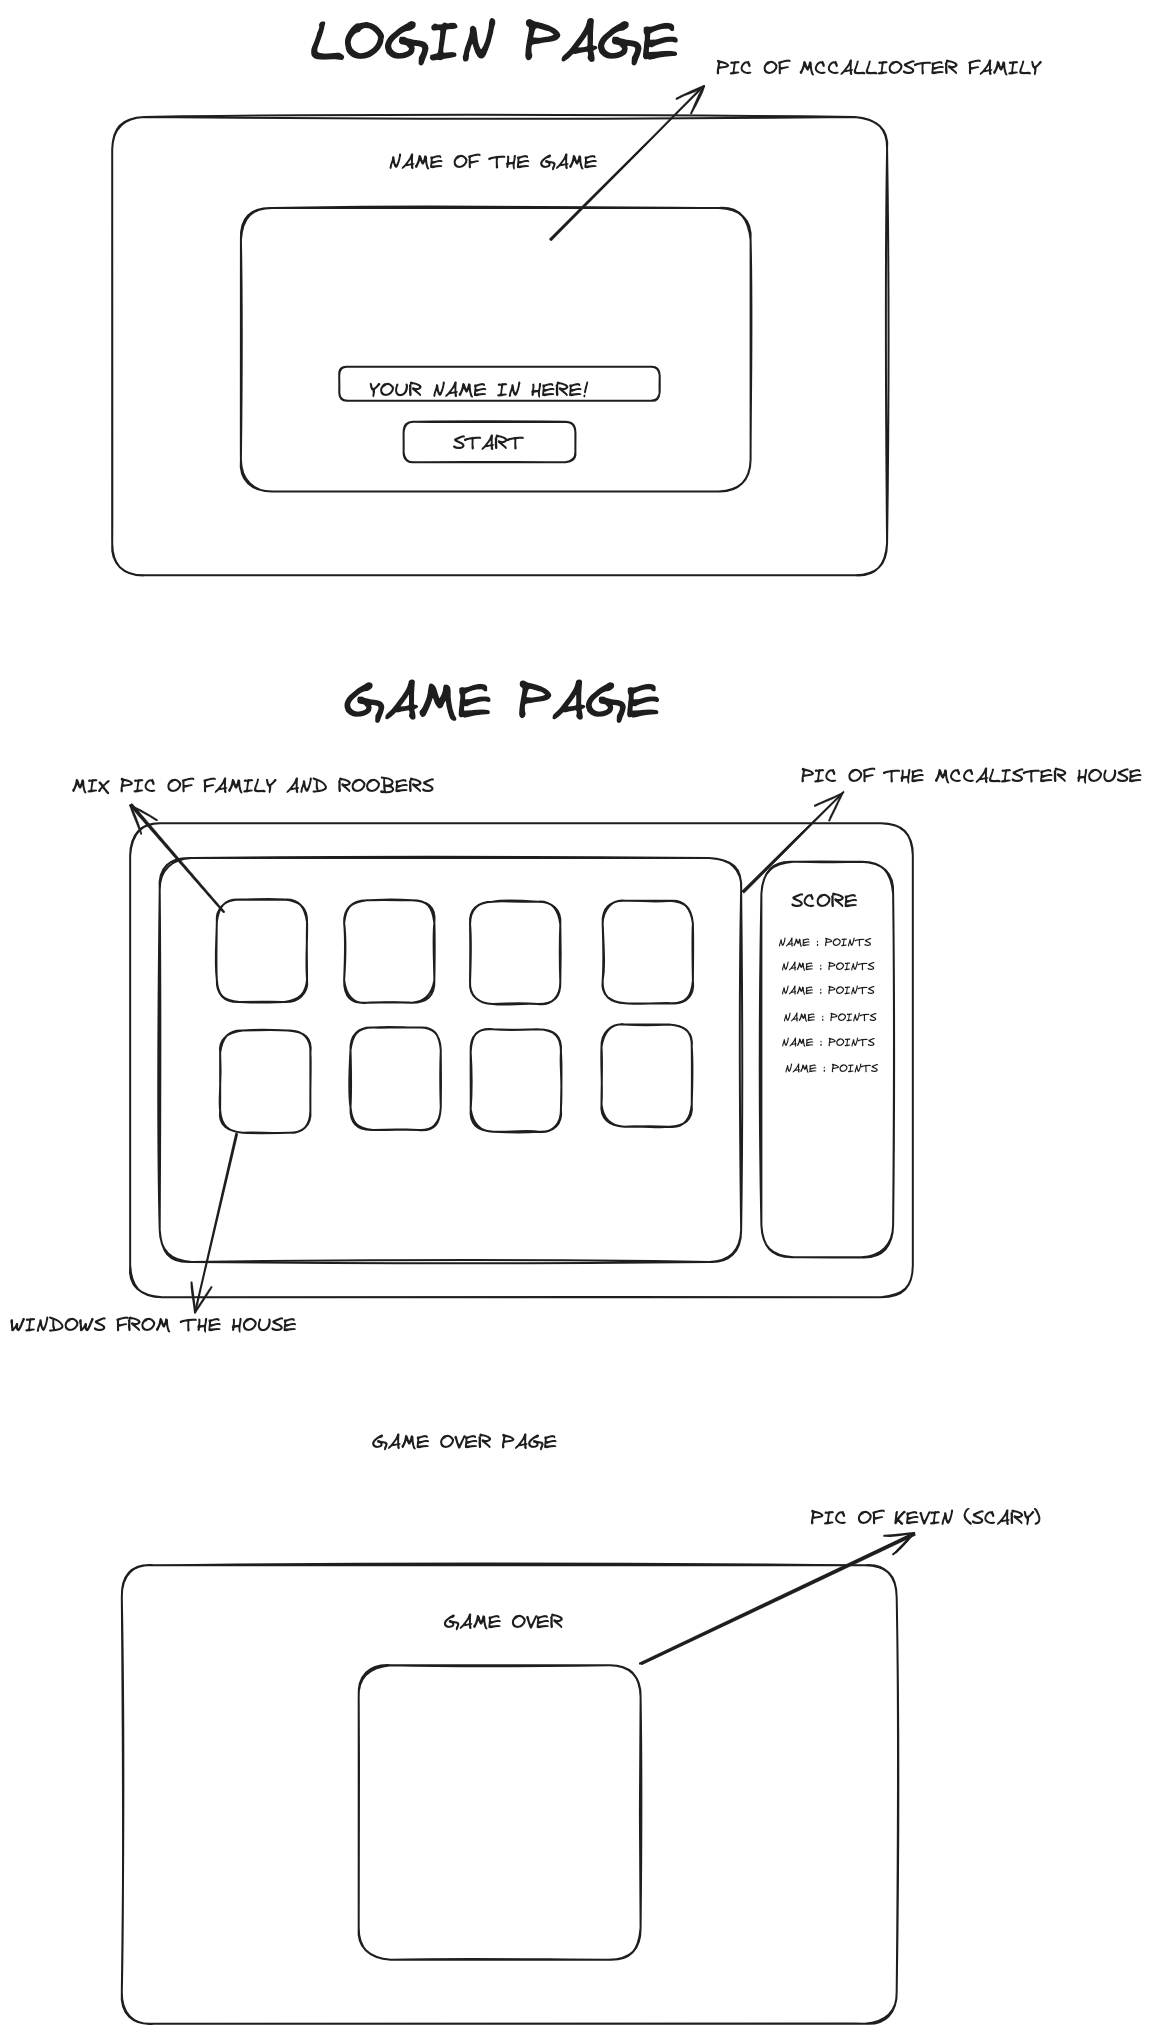 LOGIN PAGE
PIC OF MCCALLIOSTER FAMILY
NAME OF THE GAME
YOUR NAME IN HERE!
START
GAME PAGE
MIX PIC OF FAMILY AND ROOBERS
PIC OF THE MCCALISTER HOUSE
SCORE
NAME : POINTS
NAME : POINTS
NAME : POINTS
NAME : POINTS
NAME : POINTS
NAME : POINTS
WINDOWS FROM THE HOUSE
GAME OVER PAGE
PIC OF KEVIN (SCARY)
GAME OVER